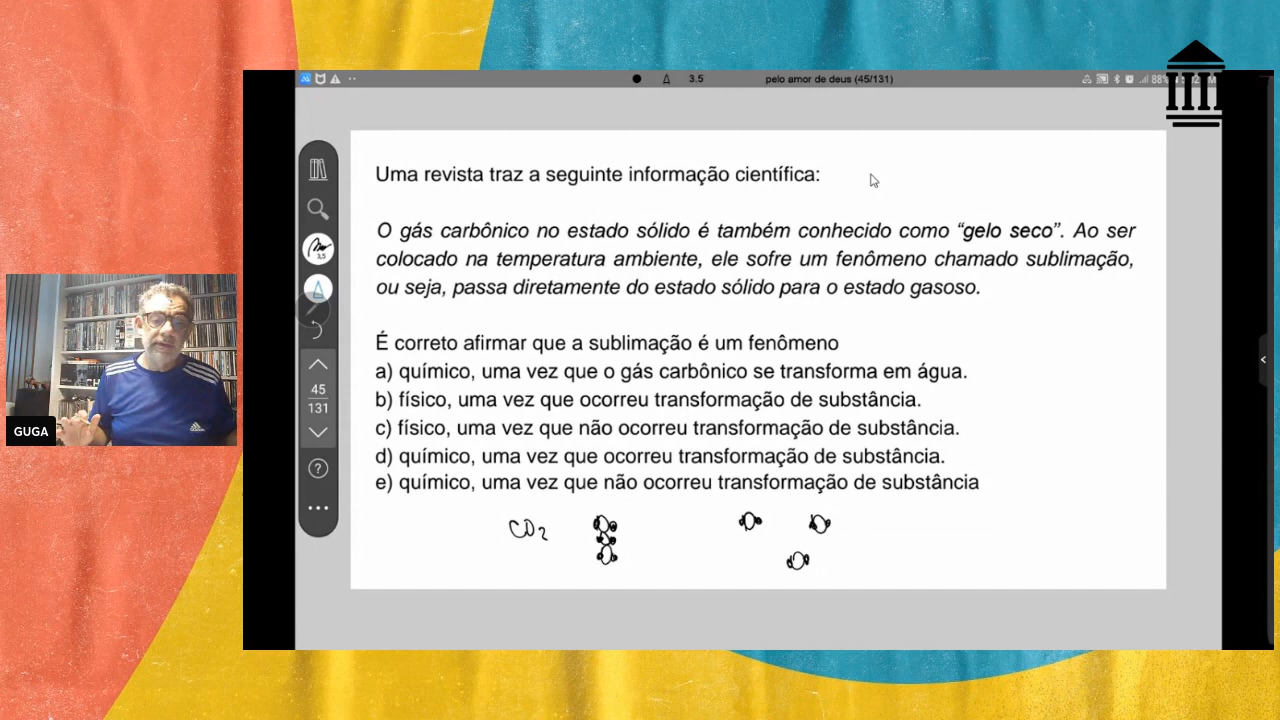 3.5
pelo amor de deus (45/131)
88%
Uma revista traz a seguinte informação científica:
O gás carbônico no estado sólido é também conhecido como “gelo seco”. Ao ser
colocado na temperatura ambiente, ele sofre um fenômeno chamado sublimação,
ou seja, passa diretamente do estado sólido para o estado gasoso.
É correto afirmar que a sublimação é um fenômeno
a) químico, uma vez que o gás carbônico se transforma em água.
b) físico, uma vez que ocorreu transformação de substância.
c) físico, uma vez que não ocorreu transformação de substância.
d) químico, uma vez que ocorreu transformação de substância.
e) químico, uma vez que não ocorreu transformação de substância
CO2
3,5
45
131
GUGA
adidas